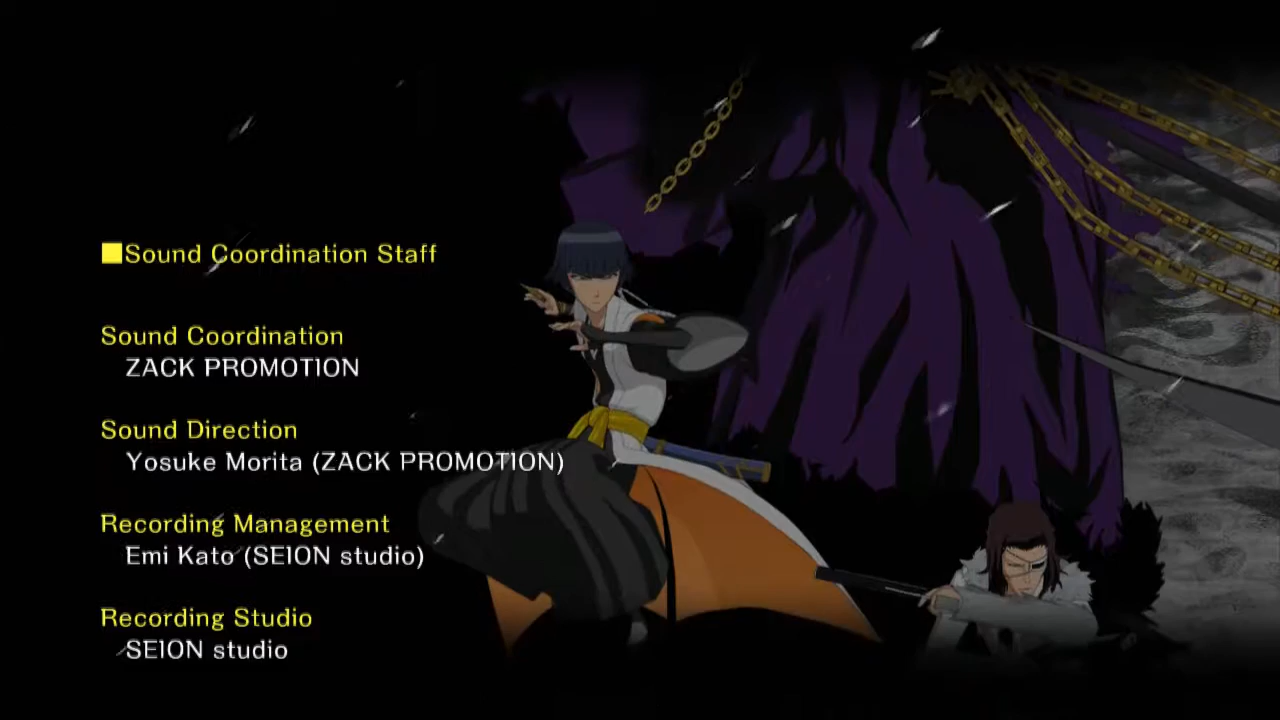 ■Sound Coordination Staff
Sound Coordination
ZACK PROMOTION
Sound Direction
Yosuke Morita (ZACK PROMOTION)
Recording Management
Emi Kato (SEION studio)
Recording Studio
SEION studio